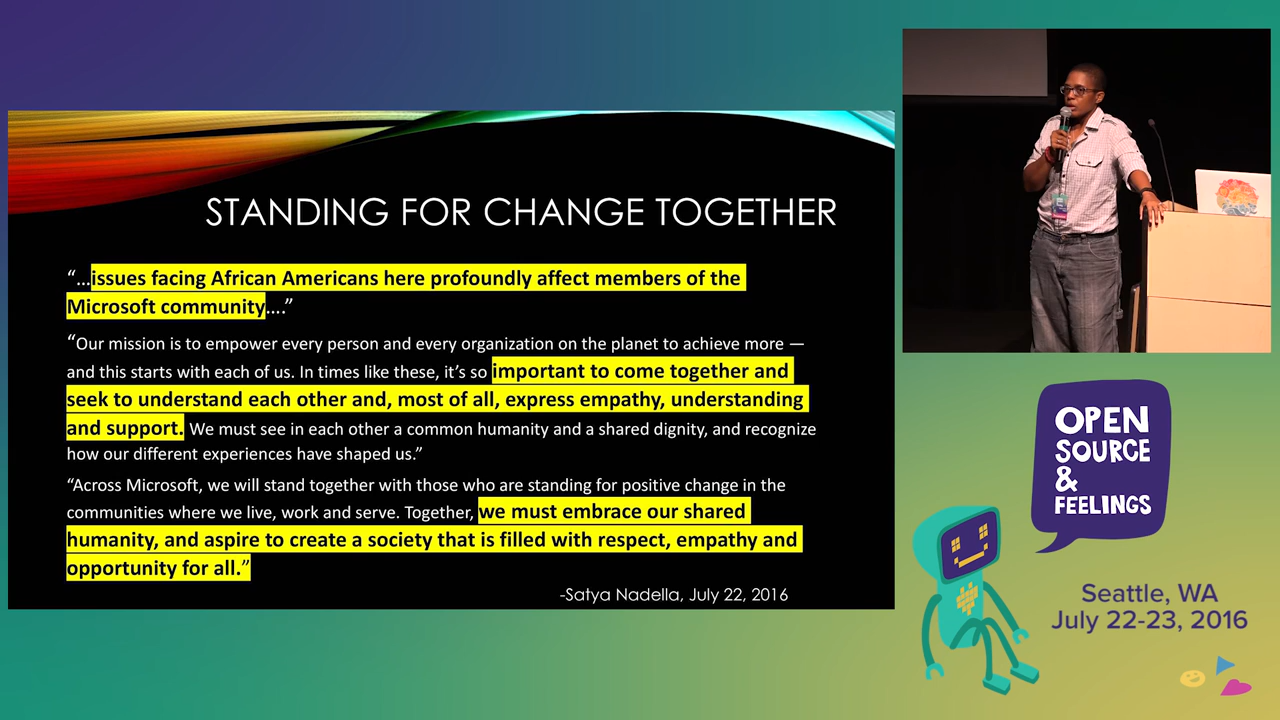 STANDING FOR CHANGE TOGETHER
“…issues facing African Americans here profoundly affect members of the
Microsoft community….”
“Our mission is to empower every person and every organization on the planet to achieve more —
and this starts with each of us. In times like these, it’s so important to come together and
seek to understand each other and, most of all, express empathy, understanding
and support. We must see in each other a common humanity and a shared dignity, and recognize
how our different experiences have shaped us.”
“Across Microsoft, we will stand together with those who are standing for positive change in the
communities where we live, work and serve. Together, we must embrace our shared
humanity, and aspire to create a society that is filled with respect, empathy and
opportunity for all.”
-Satya Nadella, July 22, 2016
OPEN
SOURCE
&
FEELINGS
Seattle, WA
July 22-23, 2016